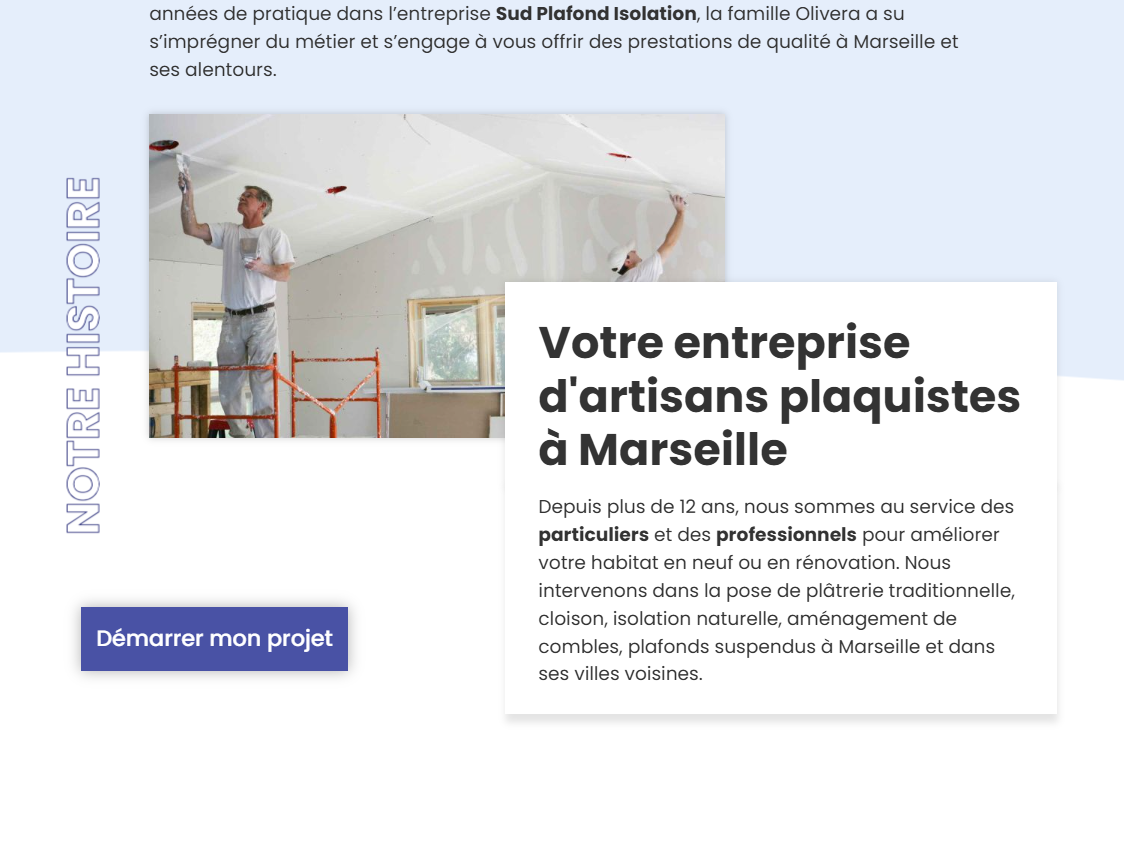 années de pratique dans l’entreprise Sud Plafond Isolation, la famille Olivera a su
s’imprégner du métier et s’engage à vous offrir des prestations de qualité à Marseille et
ses alentours.
NOTRE HISTOIRE
Votre entreprise
d'artisans plaquistes
à Marseille
Depuis plus de 12 ans, nous sommes au service des
particuliers et des professionnels pour améliorer
votre habitat en neuf ou en rénovation. Nous
intervenons dans la pose de plâtrerie traditionnelle,
cloison, isolation naturelle, aménagement de
combles, plafonds suspendus à Marseille et dans
ses villes voisines.
Démarrer mon projet